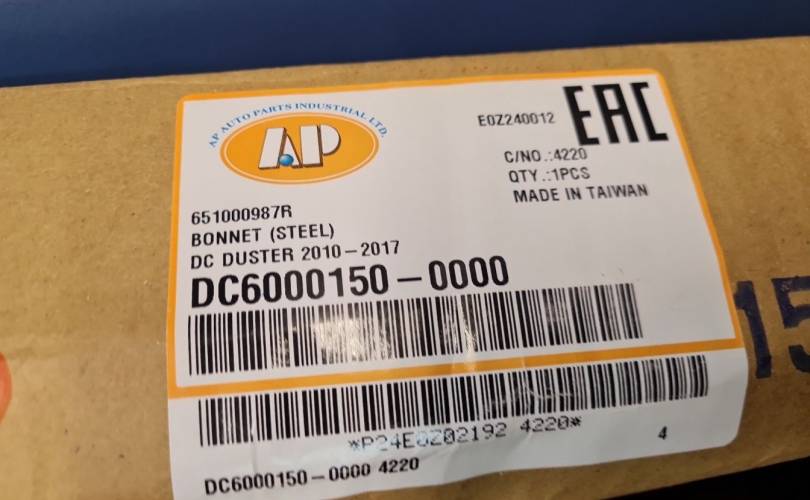 AP AUTO PARTS INDUSTRIAL LTD.
AP
E0Z240012
EAC
C/NO.:4220
QTY.:1PCS
MADE IN TAIWAN
651000987R
BONNET (STEEL)
DC DUSTER 2010-2017
DC6000150-0000
*P24E0Z02192 4220*
4
DC6000150-0000 4220
15